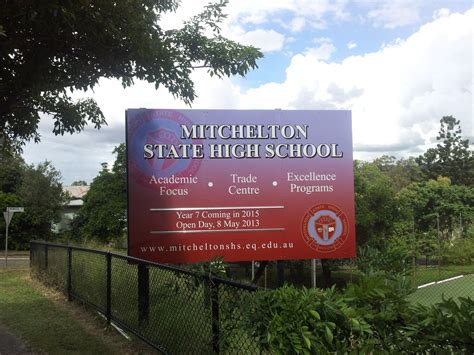 MITCHELTON
STATE HIGH SCHOOL
Academic Focus • Trade Centre • Excellence Programs
Year 7 Coming in 2015
Open Day, 8 May 2013
www.mitcheltonshs.eq.edu.au